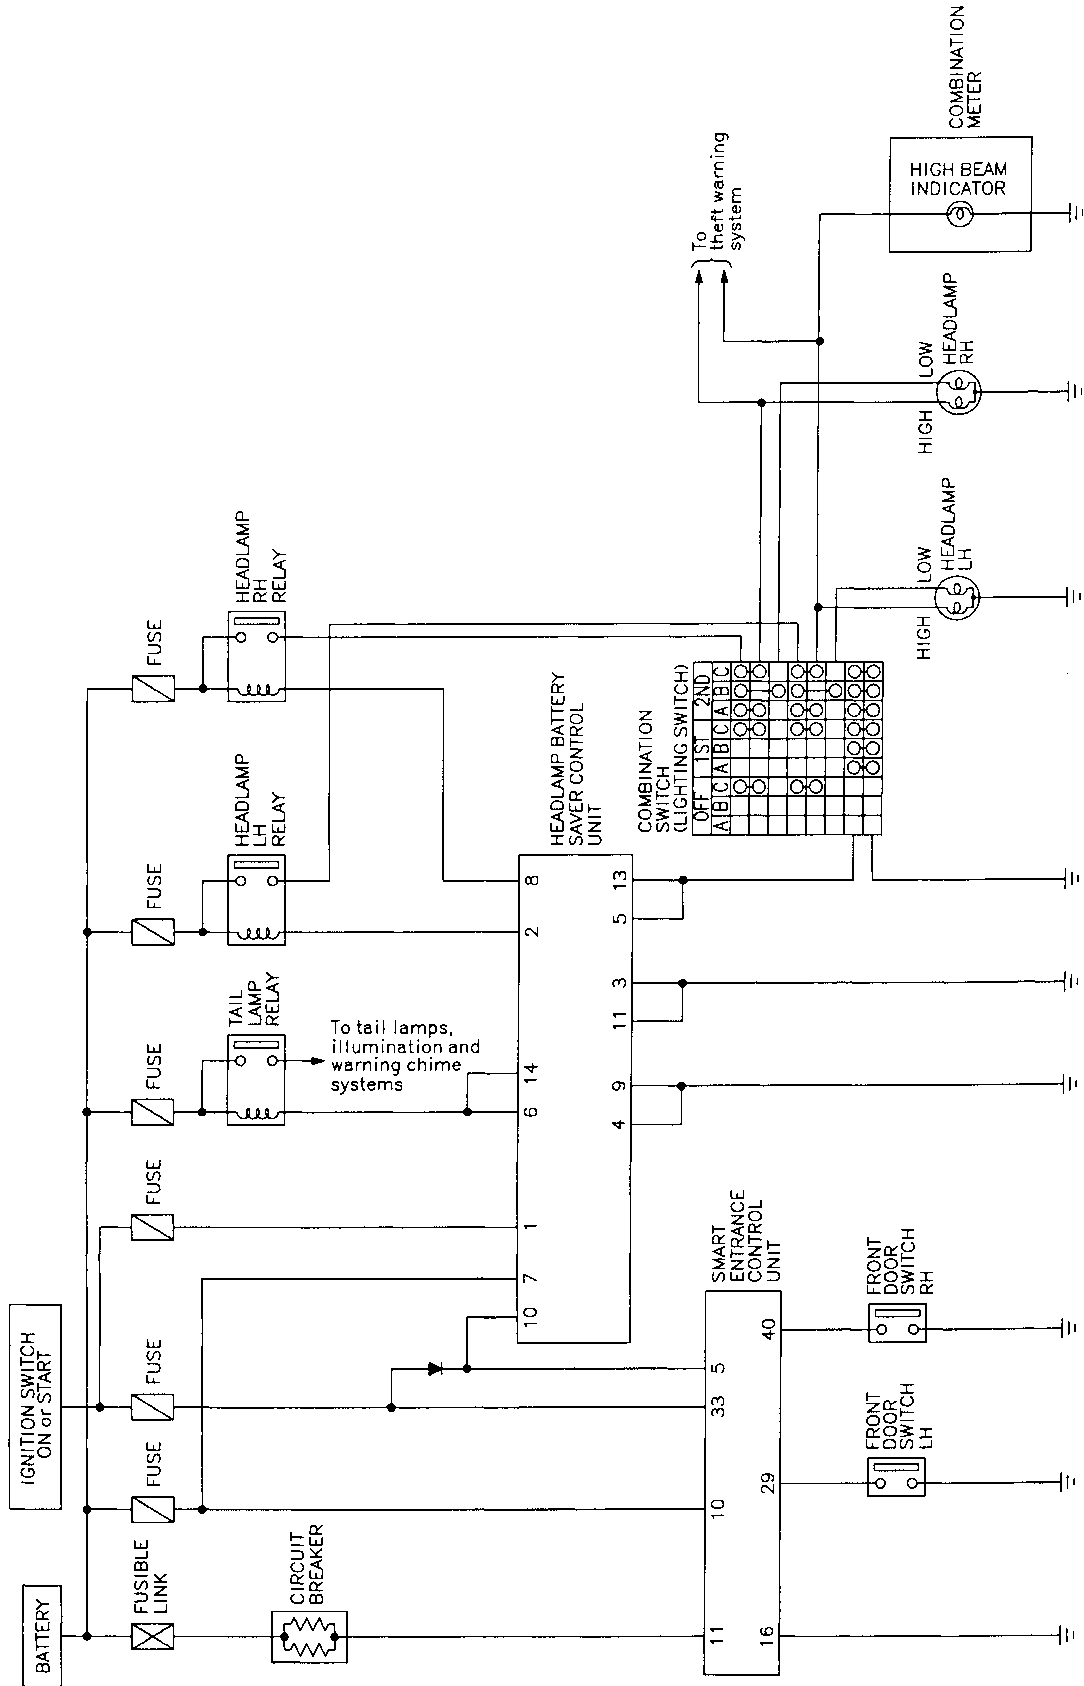 BATTERY
IGNITION SWITCH
ON or START
FUSIBLE
LINK
FUSE
FUSE
FUSE
FUSE
FUSE
FUSE
CIRCUIT
BREAKER
TAIL
LAMP
RELAY
HEADLAMP
LH
RELAY
HEADLAMP
RH
RELAY
To tail lamps,
illumination and
warning chime
systems
10
7
1
6
14
2
8
4
9
11
3
5
13
HEADLAMP BATTERY
SAVER CONTROL
UNIT
11
10
33
5
16
29
40
SMART
ENTRANCE
CONTROL
UNIT
COMBINATION
SWITCH
(LIGHTING SWITCH)
OFF 1ST 2ND
A B C A B C A B C
To
theft warning
system
FRONT
DOOR
SWITCH
LH
FRONT
DOOR
SWITCH
RH
HIGH LOW
HEADLAMP
LH
HIGH LOW
HEADLAMP
RH
HIGH BEAM
INDICATOR
COMBINATION
METER